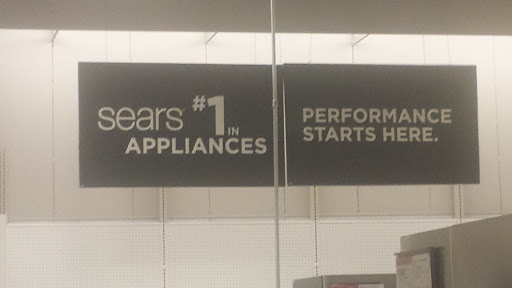 sears #1 IN
APPLIANCES
PERFORMANCE
STARTS HERE.